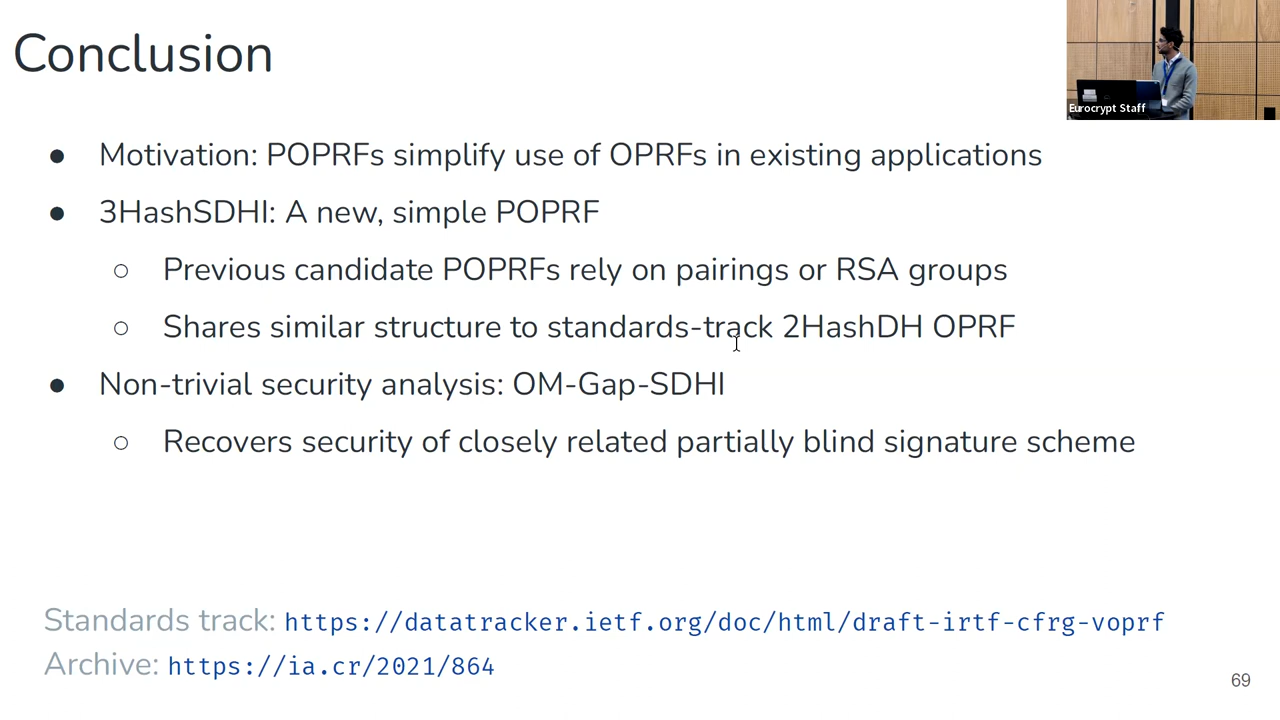 Conclusion
Eurocrypt Staff
● Motivation: POPRFs simplify use of OPRFs in existing applications
● 3HashSDHI: A new, simple POPRF
○ Previous candidate POPRFs rely on pairings or RSA groups
○ Shares similar structure to standards-track 2HashDH OPRF
● Non-trivial security analysis: OM-Gap-SDHI
○ Recovers security of closely related partially blind signature scheme
Standards track: https://datatracker.ietf.org/doc/html/draft-irtf-cfrg-voprf
Archive: https://ia.cr/2021/864
69